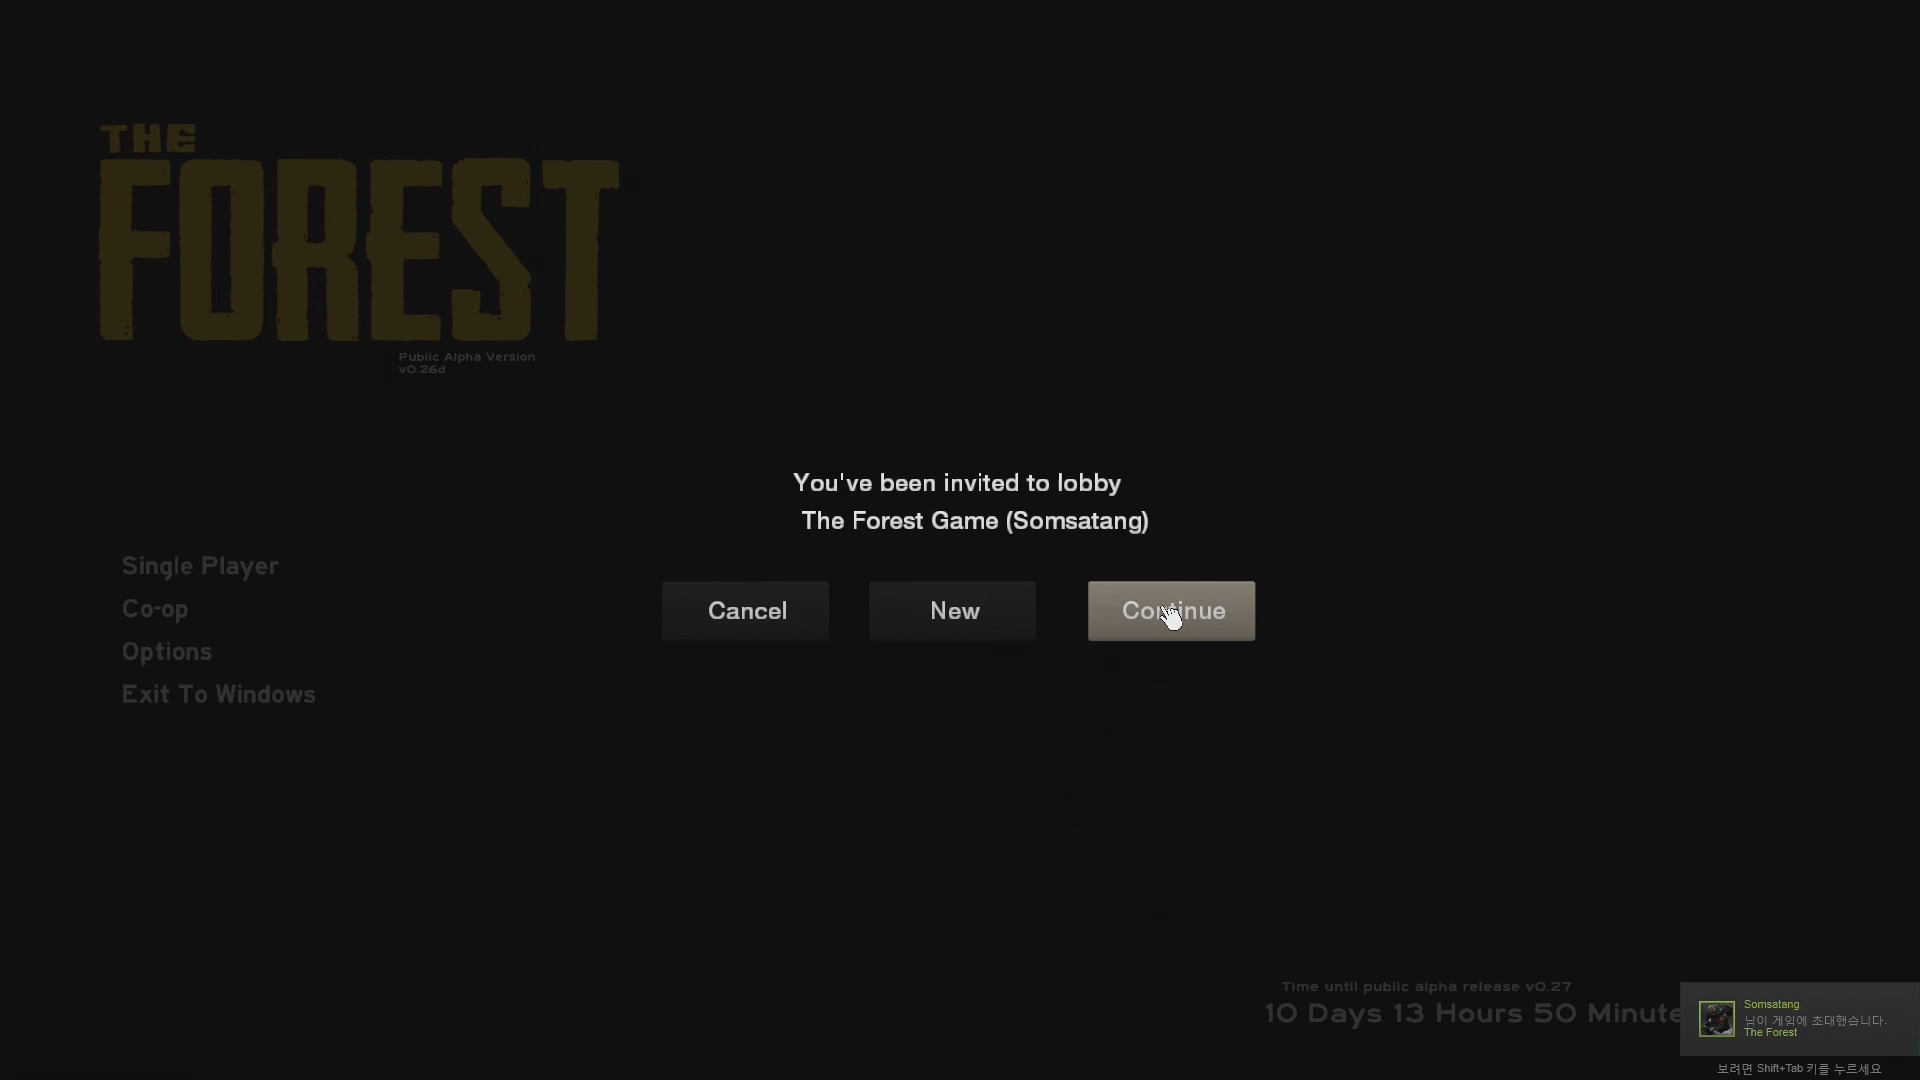 THE
FOREST
Public Alpha Version
v0.26d
You've been invited to lobby
The Forest Game (Somsatang)
Cancel
New
Continue
Single Player
Co-op
Options
Exit To Windows
Time until public alpha release v0.27
10 Days 13 Hours 50 Minute
Somsatang
님이 게임에 초대했습니다.
The Forest
보려면 Shift+Tab 키를 누르세요